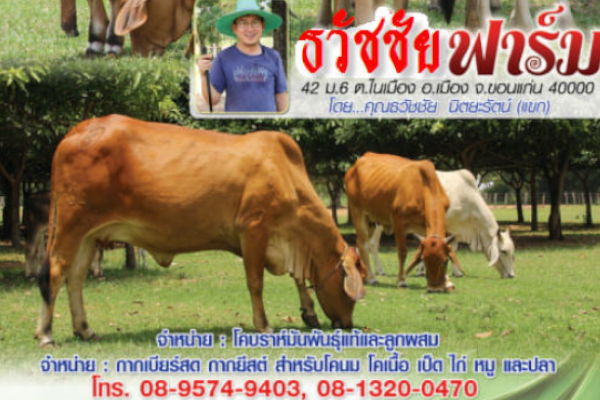 ธวัชชัยฟาร์ม
42 ม.6 ต.ในเมือง อ.เมือง จ.ขอนแก่น 40000
โดย...คุณธวัชชัย มิตยะรัตน์ (แขก)
จำหน่าย : โคบราห์มันพันธุ์แท้และลูกผสม
จำหน่าย : กากเบียร์สด กากยีสต์ สำหรับโคนม โคเนื้อ เป็ด ไก่ หมู และปลา
โทร. 08-9574-9403, 08-1320-0470